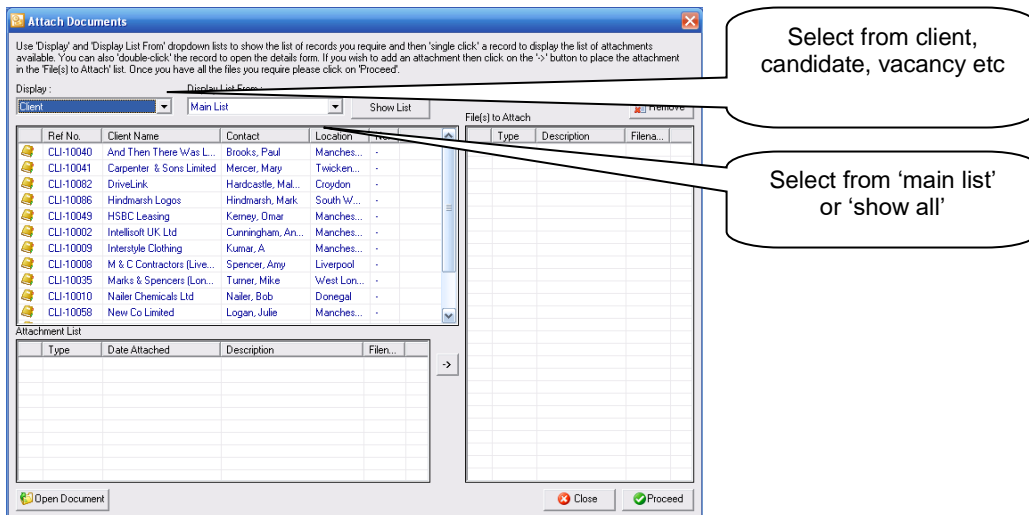 Attach Documents
Use 'Display' and 'Display List From' dropdown lists to show the list of records you require and then 'single click' a record to display the list of attachments
available. You can also 'double-click' the record to open the details form. If you wish to add an attachment then click on the '->' button to place the attachment
in the 'File(s) to Attach' list. Once you have all the files you require please click on 'Proceed'.
Display : Display List From :
Client Main List Show List Remove
File(s) to Attach
Ref No. Client Name Contact Location Type Description Filena...
CLI-10040 And Then There Was L... Brooks, Paul Manches... -
CLI-10041 Carpenter & Sons Limited Mercer, Mary Twicken... -
CLI-10082 DriveLink Hardcastle, Mal... Croydon -
CLI-10086 Hindmarsh Logos Hindmarsh, Mark South W... -
CLI-10049 HSBC Leasing Kerney, Omar Manches... -
CLI-10002 Intellisoft UK Ltd Cunningham, An... Manches... -
CLI-10009 Interstyle Clothing Kumar, A Manches... -
CLI-10008 M & C Contractors (Live... Spencer, Amy Liverpool -
CLI-10035 Marks & Spencers (Lon... Turner, Mike West Lon... -
CLI-10010 Nailer Chemicals Ltd Nailer, Bob Donegal -
CLI-10058 New Co Limited Logan, Julie Manches... -
Attachment List
Type Date Attached Description Filen...
->
Open Document Close Proceed
Select from client,
candidate, vacancy etc
Select from ‘main list’
or ‘show all’